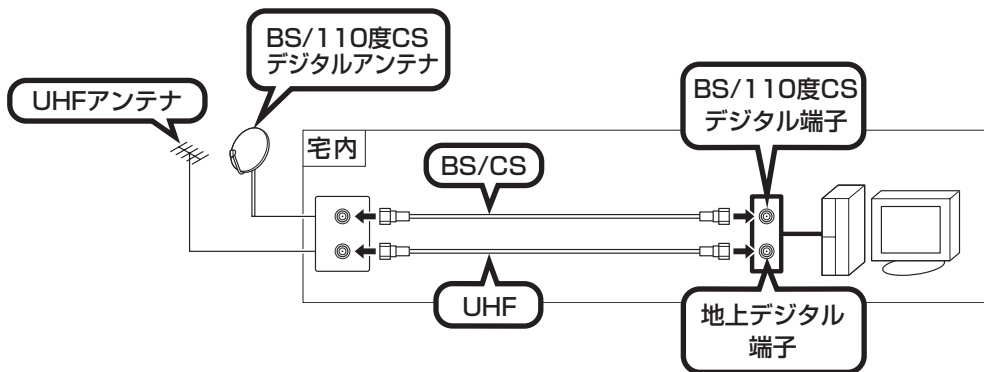 BS/110度CS
デジタルアンテナ
UHFアンテナ
BS/110度CS
デジタル端子
宅内
BS/CS
UHF
地上デジタル
端子